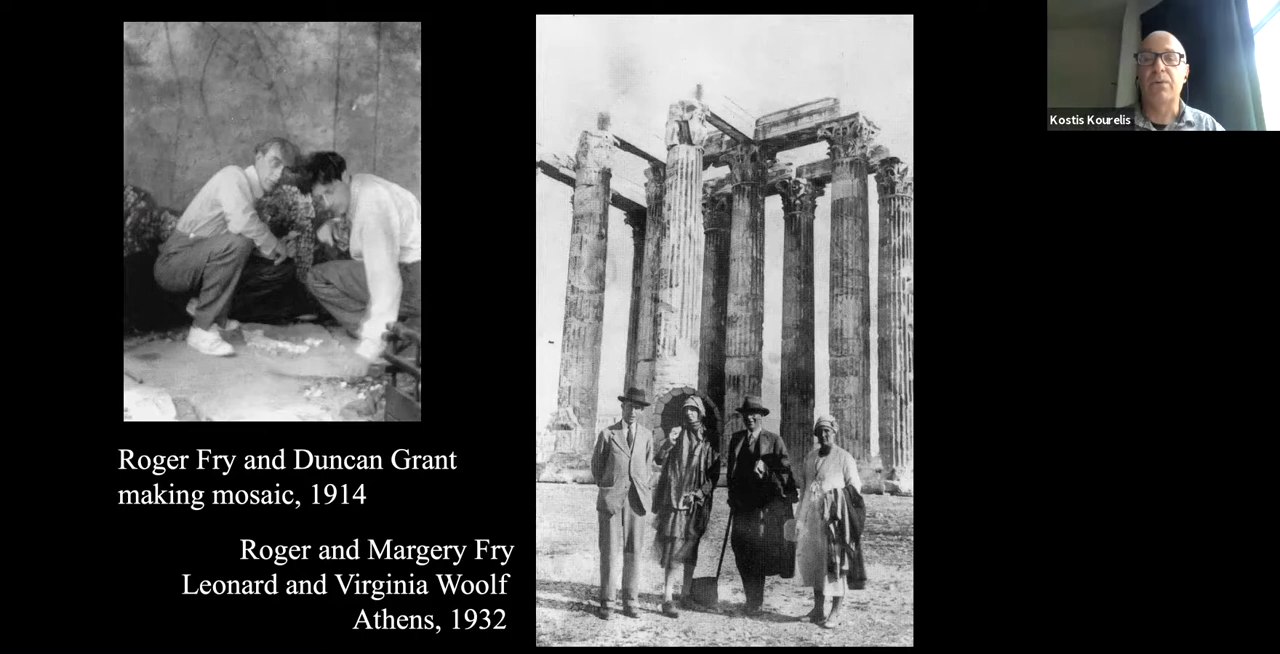 Kostis Kourelis
Roger Fry and Duncan Grant
making mosaic, 1914
Roger and Margery Fry
Leonard and Virginia Woolf
Athens, 1932